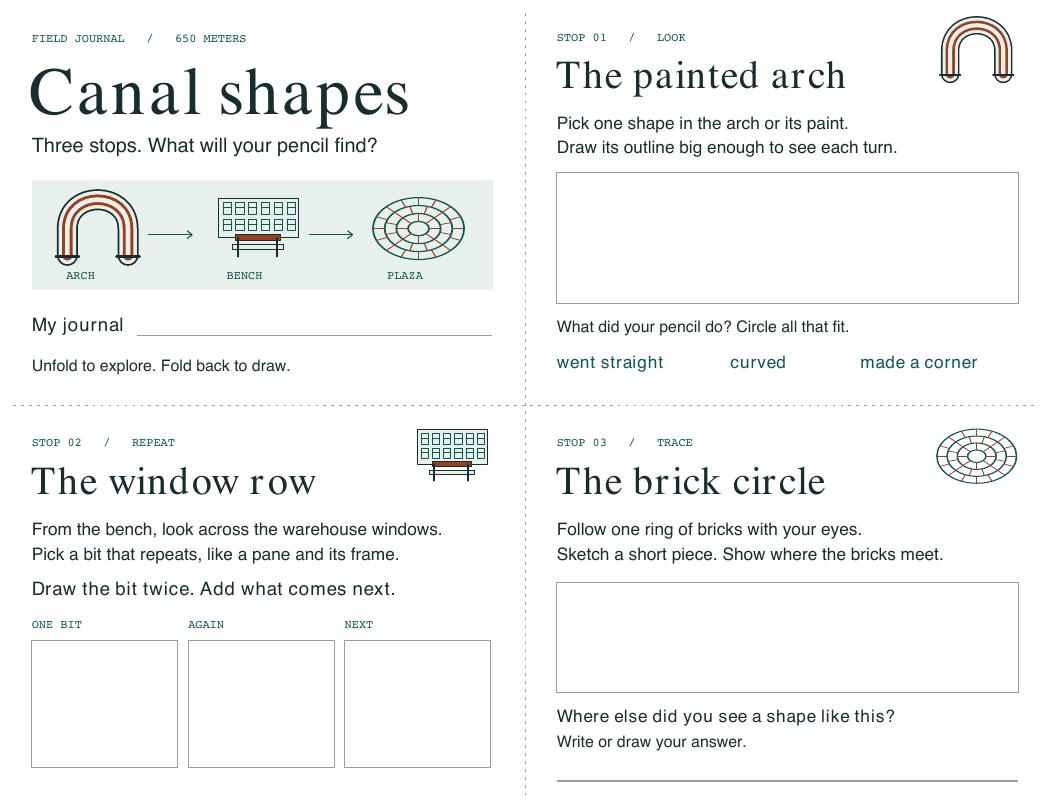 FIELD JOURNAL / 650 METERS
Canal shapes
Three stops. What will your pencil find?
ARCH
BENCH
PLAZA
My journal
Unfold to explore. Fold back to draw.
STOP 01 / LOOK
The painted arch
Pick one shape in the arch or its paint.
Draw its outline big enough to see each turn.
What did your pencil do? Circle all that fit.
went straight curved made a corner
STOP 02 / REPEAT
The window row
From the bench, look across the warehouse windows.
Pick a bit that repeats, like a pane and its frame.
Draw the bit twice. Add what comes next.
ONE BIT AGAIN NEXT
STOP 03 / TRACE
The brick circle
Follow one ring of bricks with your eyes.
Sketch a short piece. Show where the bricks meet.
Where else did you see a shape like this?
Write or draw your answer.